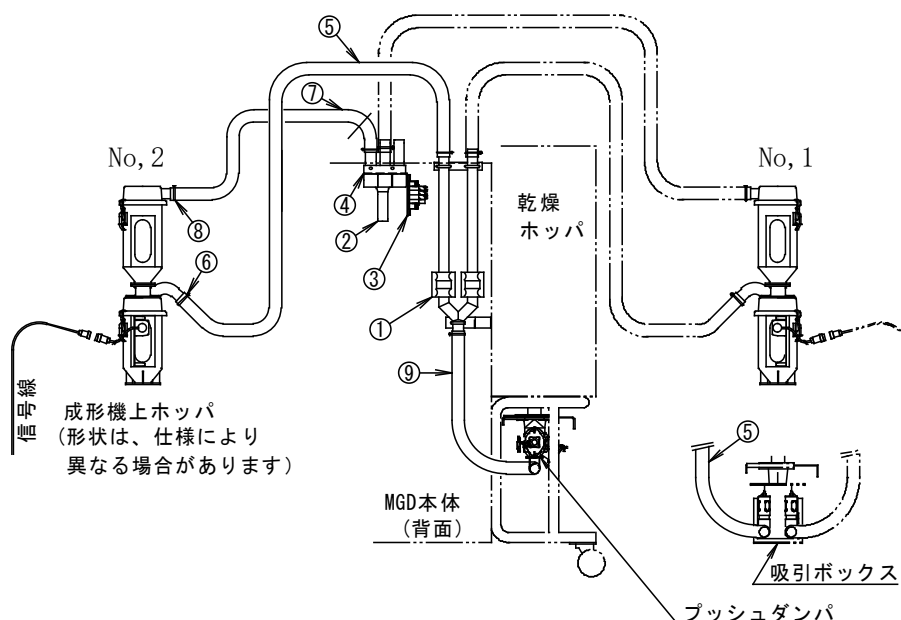 ⑤
⑦
No,2
No,1
④
乾燥
ホッパ
⑧
②
③
⑥
①
⑨
信号線
成形機上ホッパ
(形状は、仕様により
異なる場合があります)
⑤
MGD本体
(背面)
吸引ボックス
プッシュダンパ